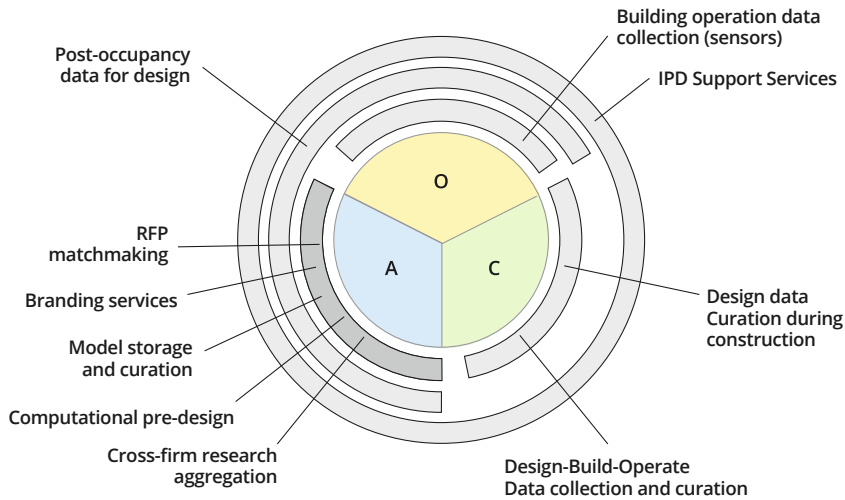 Building operation data
collection (sensors)
Post-occupancy
data for design
IPD Support Services
O
RFP
matchmaking
A
C
Branding services
Design data
Curation during
construction
Model storage
and curation
Computational pre-design
Cross-firm research
aggregation
Design-Build-Operate
Data collection and curation